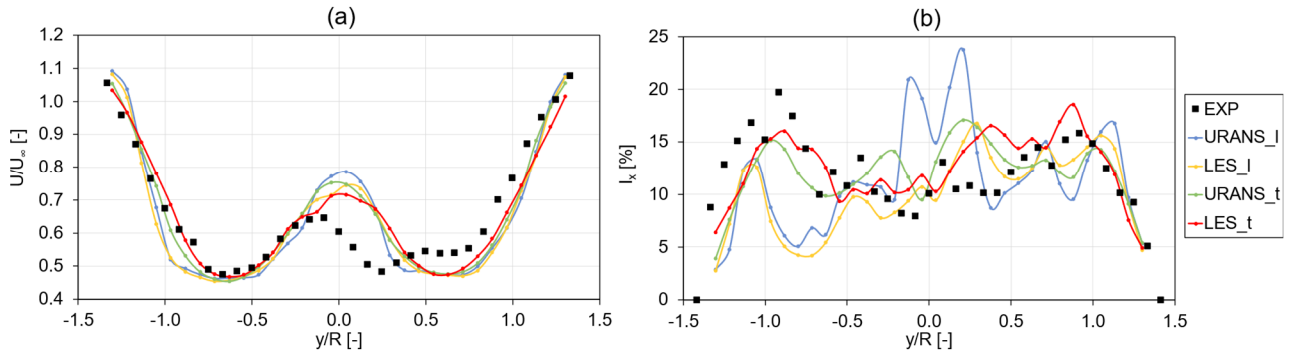 (a)
1.2
1.1
1.0
0.9
0.8
0.7
0.6
0.5
0.4
U/U∞ [-]
-1.5 -1.0 -0.5 0.0 0.5 1.0 1.5
y/R [-]
(b)
25
20
15
10
5
0
Ix [%]
-1.5 -1.0 -0.5 0.0 0.5 1.0 1.5
y/R [-]
EXP
URANS_l
LES_l
URANS_t
LES_t